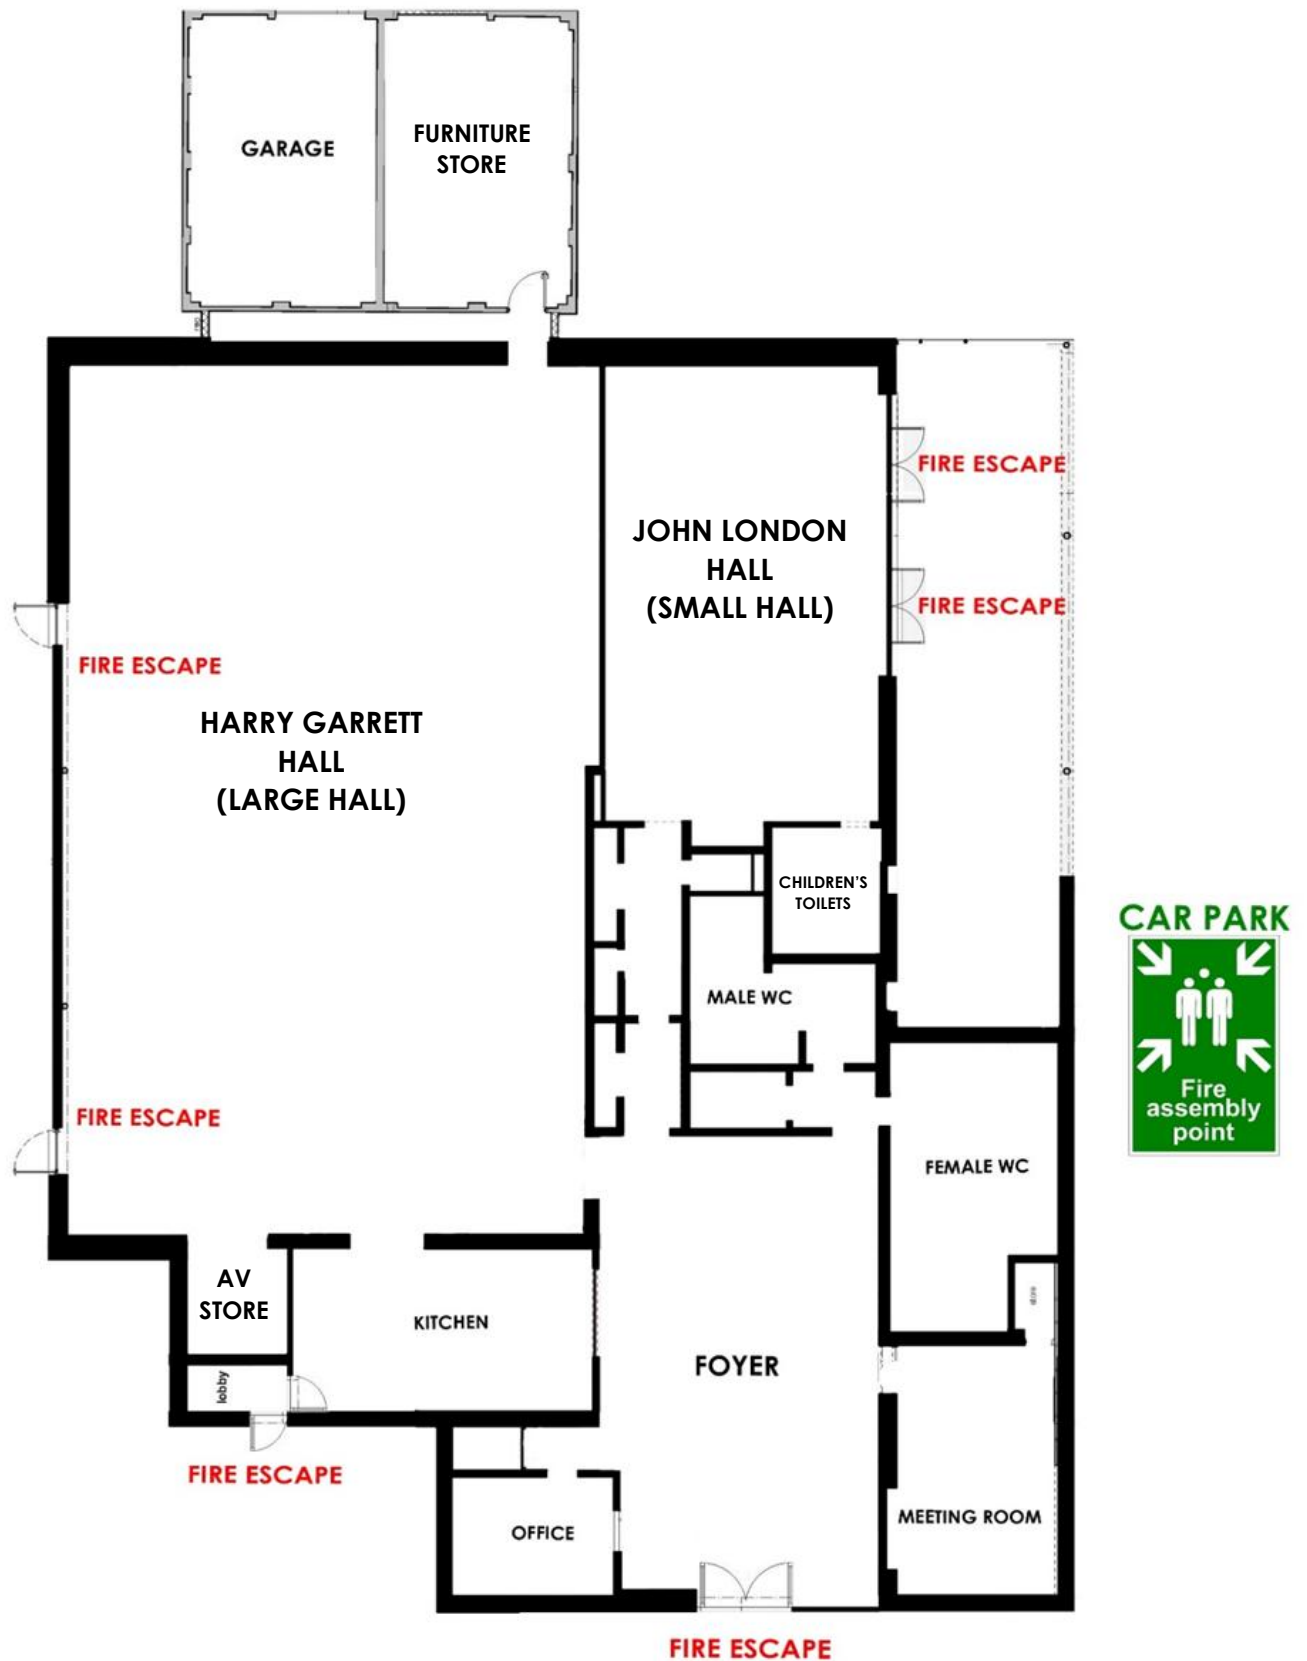 GARAGE
FURNITURE
STORE
FIRE ESCAPE
JOHN LONDON
HALL
(SMALL HALL)
FIRE ESCAPE
FIRE ESCAPE
HARRY GARRETT
HALL
(LARGE HALL)
CHILDREN'S
TOILETS
CAR PARK
MALE WC
Fire
assembly
point
FIRE ESCAPE
FEMALE WC
AV
STORE
store
KITCHEN
FOYER
lobby
FIRE ESCAPE
MEETING ROOM
OFFICE
FIRE ESCAPE